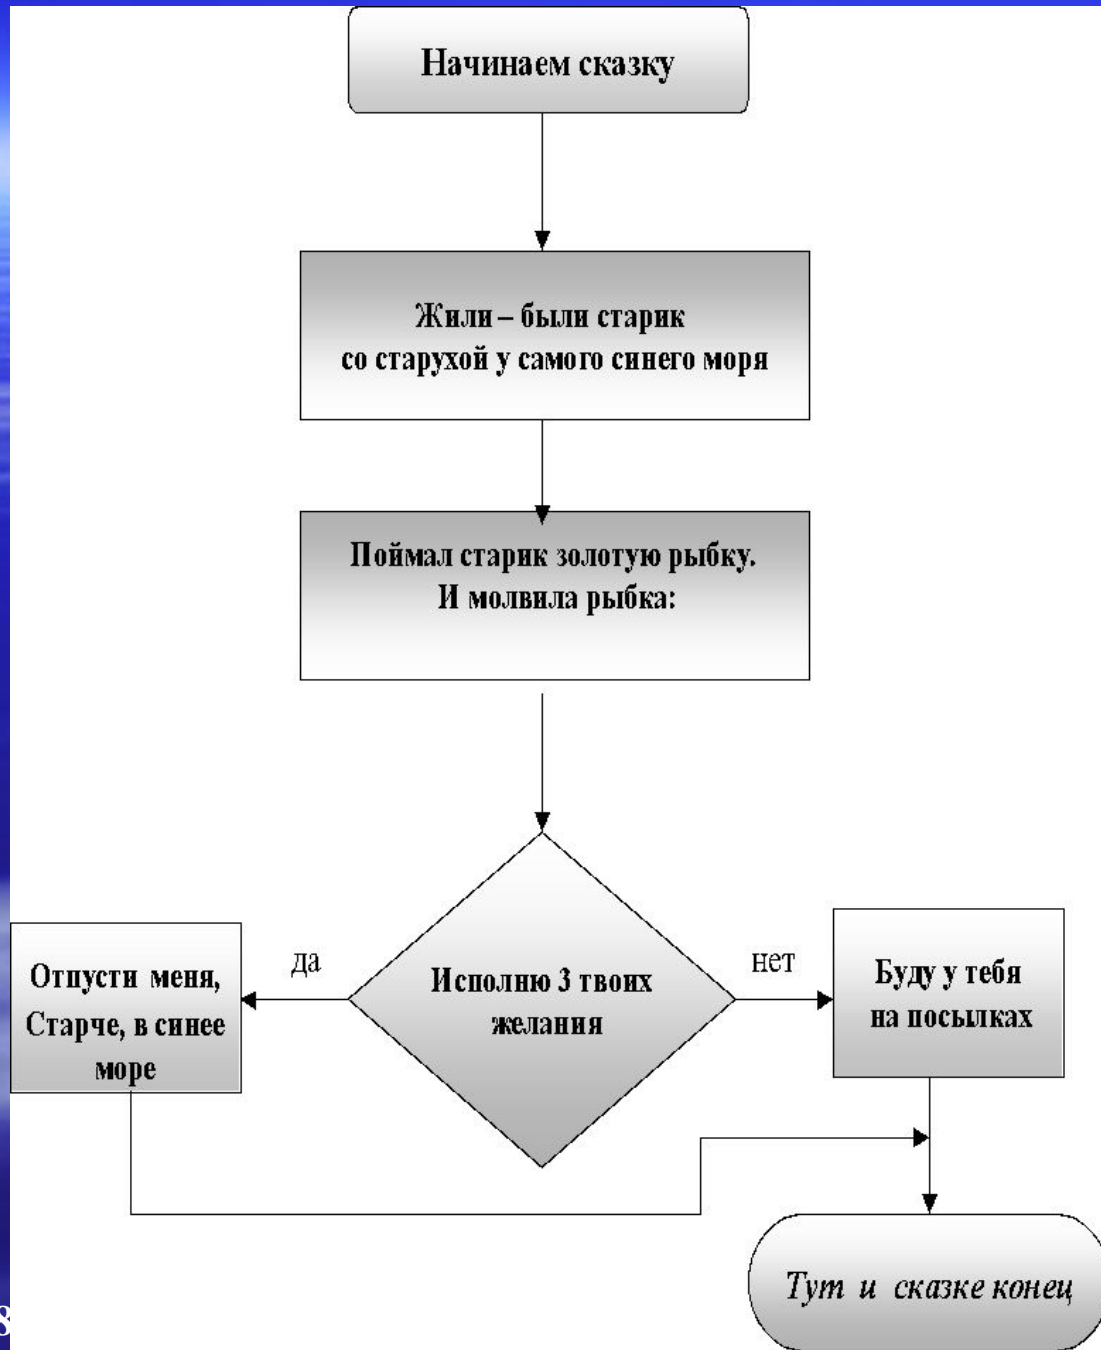 Начинаем сказку
Жили – были старик
со старухой у самого синего моря
Поймал старик золотую рыбку.
И молвила рыбка:
да
нет
Отпусти меня,
Старче, в синее
море
Исполню 3 твоих
желания
Буду у тебя
на посылках
Тут и сказке конец
8